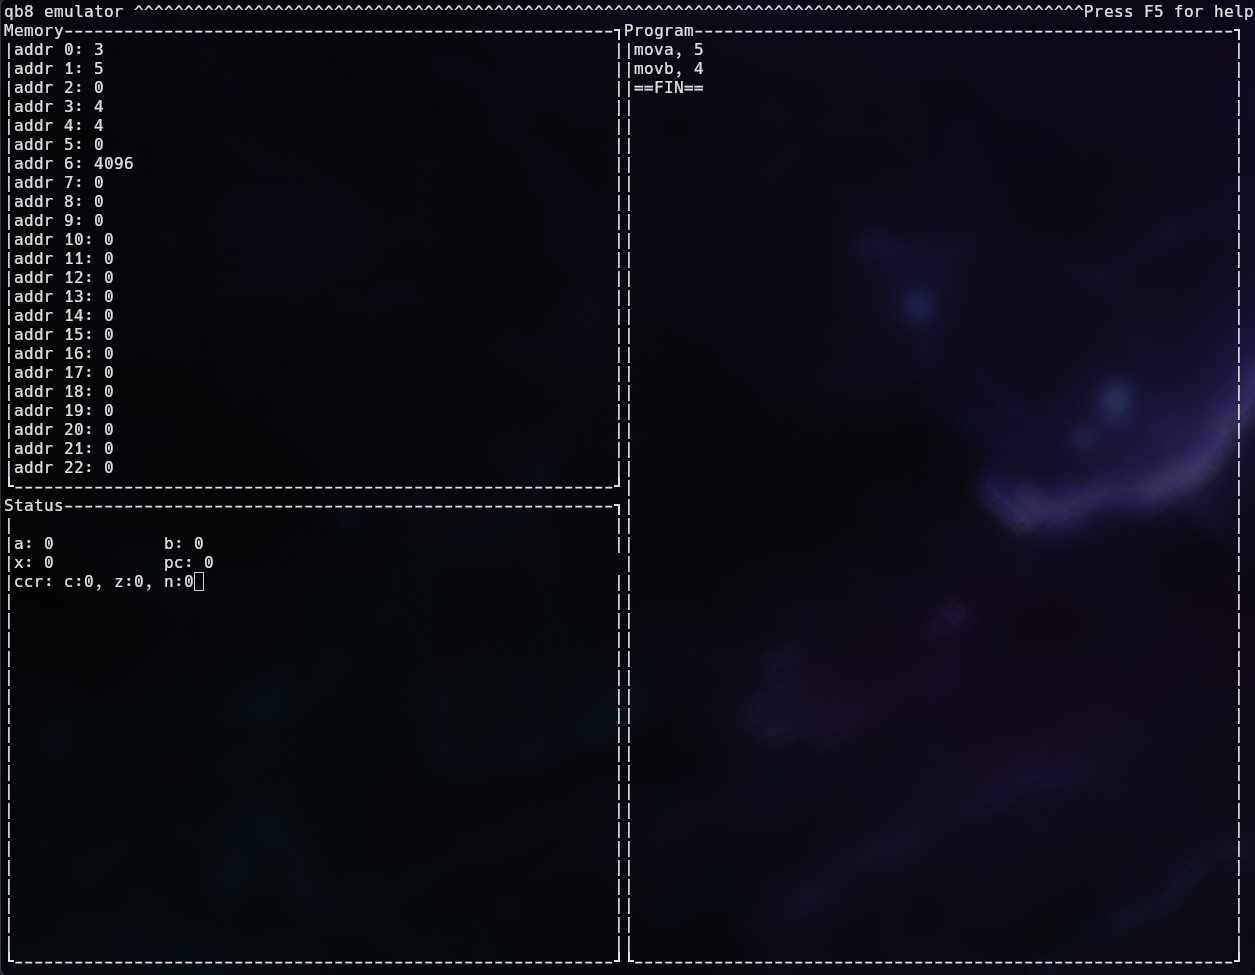 qb8 emulator ^^^^^^^^^^^^^^^^^^^^^^^^^^^^^^^^^^^^^^^^^^^^^^^^^^^^^^^^^^^^^^^^^^^^^^^^^^^^^^^^^^^^^^^^^^^^^^^Press F5 for help
Memory
addr 0: 3
addr 1: 5
addr 2: 0
addr 3: 4
addr 4: 4
addr 5: 0
addr 6: 4096
addr 7: 0
addr 8: 0
addr 9: 0
addr 10: 0
addr 11: 0
addr 12: 0
addr 13: 0
addr 14: 0
addr 15: 0
addr 16: 0
addr 17: 0
addr 18: 0
addr 19: 0
addr 20: 0
addr 21: 0
addr 22: 0
Status
a: 0 b: 0
x: 0 pc: 0
ccr: c:0, z:0, n:0
Program
mova, 5
movb, 4
==FIN==